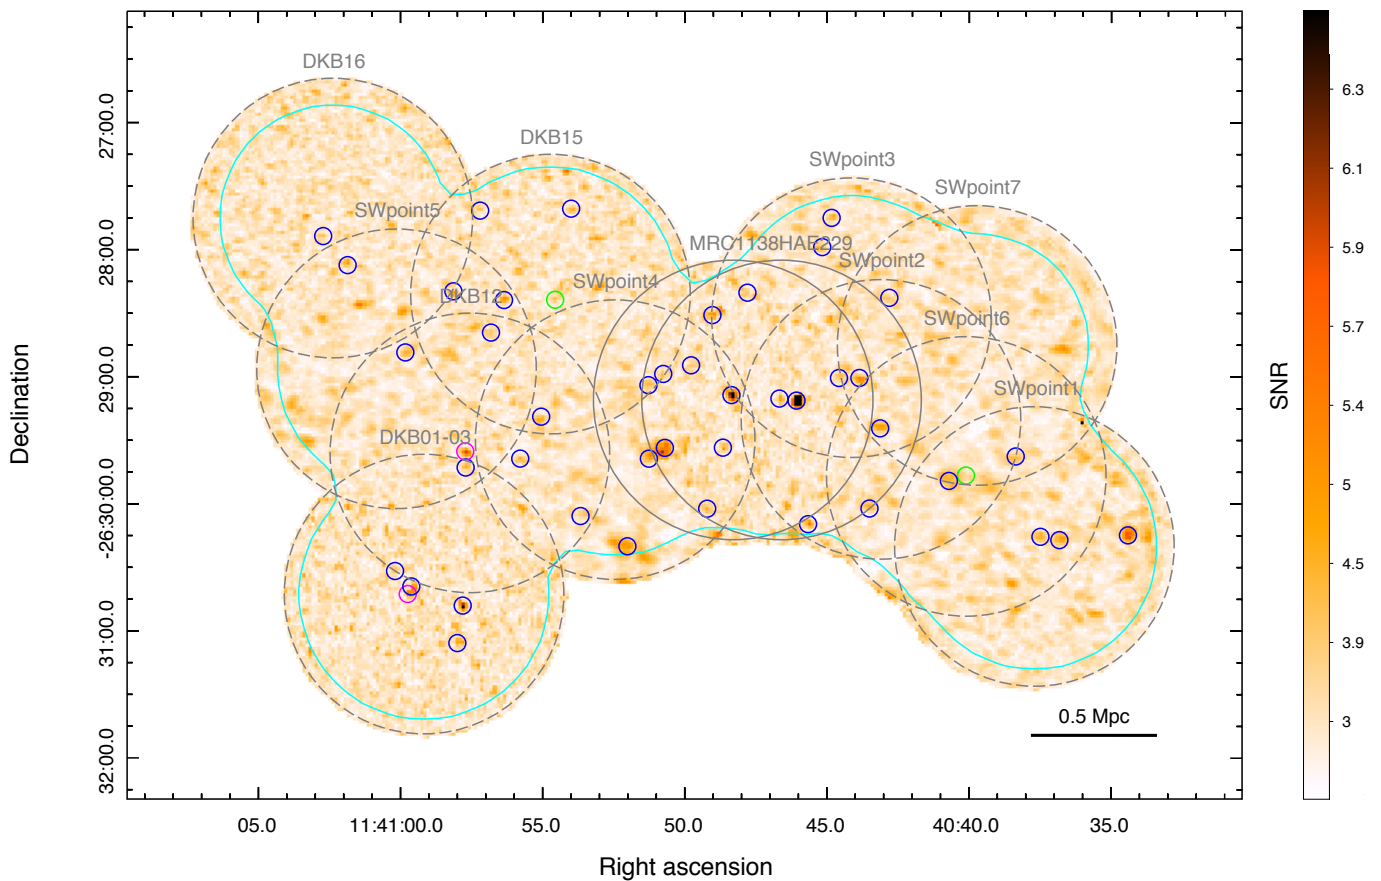 DKB16
DKB15
SWpoint3
SWpoint7
SWpoint5
MRC1138HAE229
SWpoint2
SWpoint4
DKB12
SWpoint6
SWpoint1
DKB01-03
0.5 Mpc
27:00.0
28:00.0
29:00.0
26:30:00.0
31:00.0
32:00.0
Declination
05.0
11:41:00.0
55.0
50.0
45.0
40:40.0
35.0
Right ascension
6.3
6.1
5.9
5.7
5.4
5
4.5
3.9
3
SNR